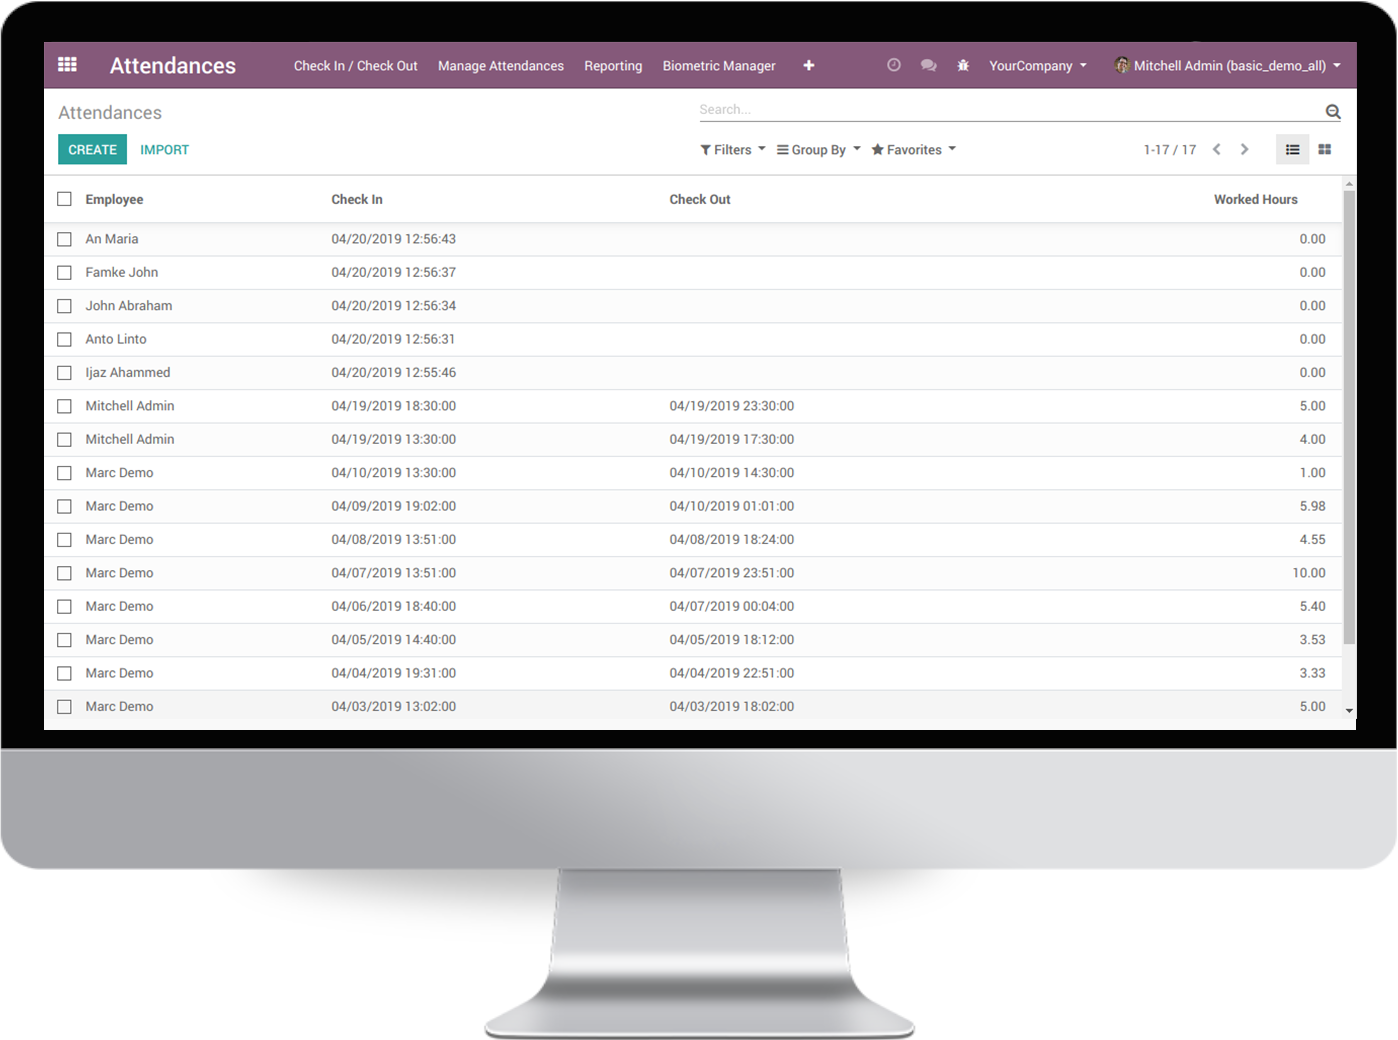 Attendances Check In / Check Out Manage Attendances Reporting Biometric Manager YourCompany Mitchell Admin (basic_demo_all)
Attendances Search...
CREATE IMPORT Filters Group By Favorites 1-17 / 17
Employee Check In Check Out Worked Hours
An Maria 04/20/2019 12:56:43 0.00
Famke John 04/20/2019 12:56:37 0.00
John Abraham 04/20/2019 12:56:34 0.00
Anto Linto 04/20/2019 12:56:31 0.00
Ijaz Ahammed 04/20/2019 12:55:46 0.00
Mitchell Admin 04/19/2019 18:30:00 04/19/2019 23:30:00 5.00
Mitchell Admin 04/19/2019 13:30:00 04/19/2019 17:30:00 4.00
Marc Demo 04/10/2019 13:30:00 04/10/2019 14:30:00 1.00
Marc Demo 04/09/2019 19:02:00 04/10/2019 01:01:00 5.98
Marc Demo 04/08/2019 13:51:00 04/08/2019 18:24:00 4.55
Marc Demo 04/07/2019 13:51:00 04/07/2019 23:51:00 10.00
Marc Demo 04/06/2019 18:40:00 04/07/2019 00:04:00 5.40
Marc Demo 04/05/2019 14:40:00 04/05/2019 18:12:00 3.53
Marc Demo 04/04/2019 19:31:00 04/04/2019 22:51:00 3.33
Marc Demo 04/03/2019 13:02:00 04/03/2019 18:02:00 5.00